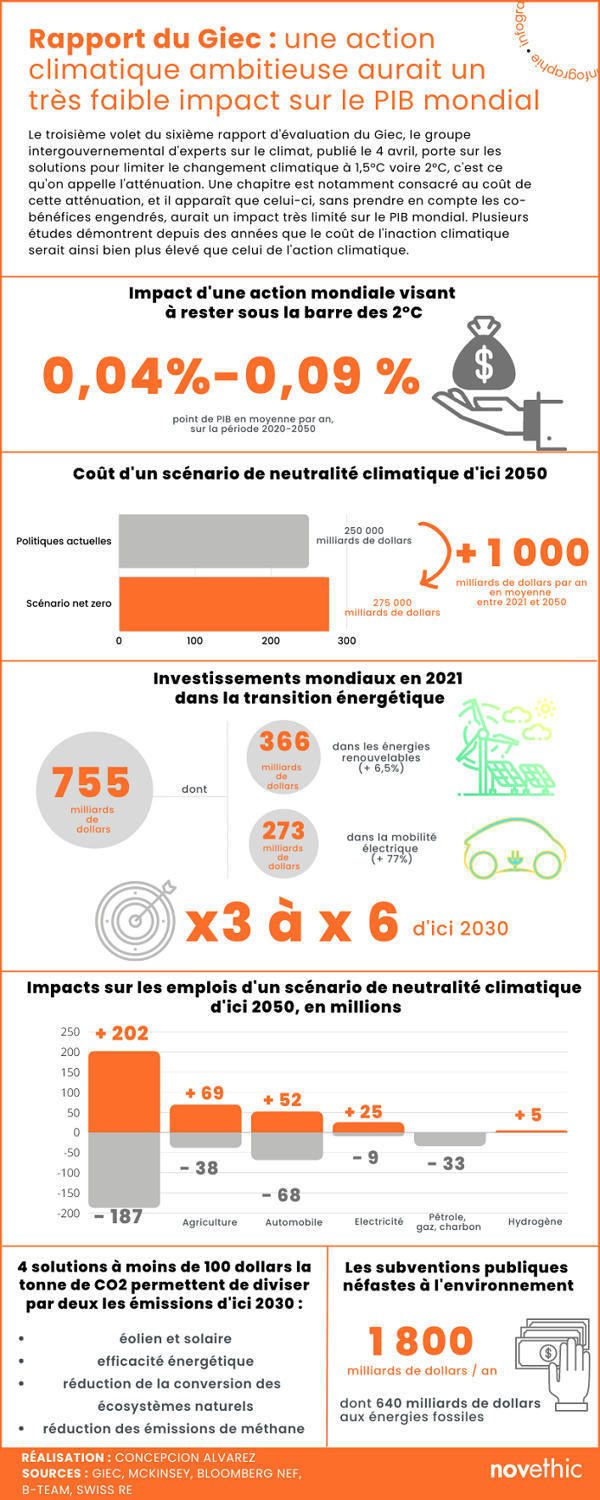 infographie • infogra
Rapport du Giec : une action
climatique ambitieuse aurait un
très faible impact sur le PIB mondial
Le troisième volet du sixième rapport d'évaluation du Giec, le groupe
intergouvernemental d'experts sur le climat, publié le 4 avril, porte sur les
solutions pour limiter le changement climatique à 1,5°C voire 2°C, c'est ce
qu'on appelle l'atténuation. Une chapitre est notamment consacré au coût de
cette atténuation, et il apparaît que celui-ci, sans prendre en compte les co-
bénéfices engendrés, aurait un impact très limité sur le PIB mondial. Plusieurs
études démontrent depuis des années que le coût de l'inaction climatique
serait ainsi bien plus élevé que celui de l'action climatique.
Impact d'une action mondiale visant
à rester sous la barre des 2°C
0,04%-0,09 %
$
point de PIB en moyenne par an,
sur la période 2020-2050
Coût d'un scénario de neutralité climatique d'ici 2050
Politiques actuelles
250 000
milliards de dollars
Scénario net zero
275 000
milliards de dollars
0 100 200 300
+ 1 000
milliards de dollars par an
en moyenne
entre 2021 et 2050
Investissements mondiaux en 2021
dans la transition énergétique
755
milliards
de
dollars
dont
366
milliards
de
dollars
dans les énergies
renouvelables
(+ 6,5%)
273
milliards
de
dollars
dans la mobilité
électrique
(+ 77%)
x3 à x 6 d'ici 2030
Impacts sur les emplois d'un scénario de neutralité climatique
d'ici 2050, en millions
250
200
150
100
50
0
-50
-100
-150
-200
+ 202
- 187
+ 69
- 38
Agriculture
+ 52
- 68
Automobile
+ 25
- 9
Electricité
- 33
Pétrole,
gaz, charbon
+ 5
Hydrogène
4 solutions à moins de 100 dollars la
tonne de CO2 permettent de diviser
par deux les émissions d'ici 2030 :
• éolien et solaire
• efficacité énergétique
• réduction de la conversion des
écosystèmes naturels
• réduction des émissions de méthane
Les subventions publiques
néfastes à l'environnement
1 800
milliards de dollars / an
$
dont 640 milliards de dollars
aux énergies fossiles
RÉALISATION : CONCEPCION ALVAREZ
SOURCES : GIEC, MCKINSEY, BLOOMBERG NEF,
B-TEAM, SWISS RE
novethic